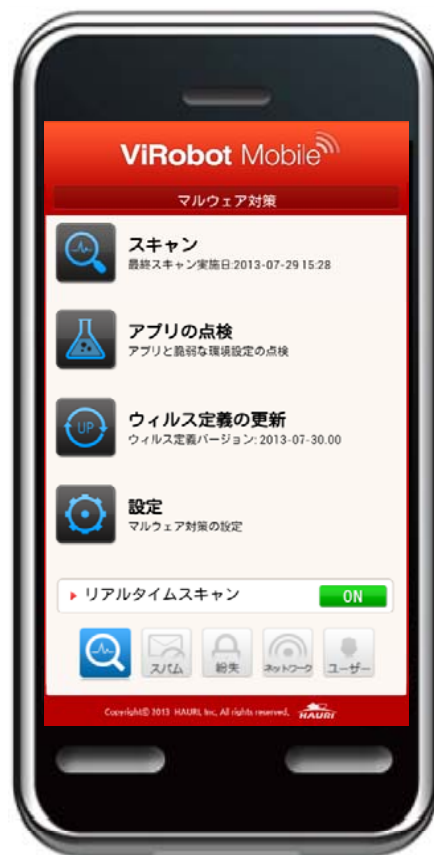 ViRobot Mobile
マルウェア対策
スキャン
最終スキャン実施日:2013-07-29 15:28
アプリの点検
アプリと脆弱な環境設定の点検
UP
ウィルス定義の更新
ウィルス定義バージョン: 2013-07-30.00
設定
マルウェア対策の設定
リアルタイムスキャン ON
スパム 紛失 ネットワーク ユーザー
Copyright© 2013 HAURI, Inc, All rights reserved. HAURI